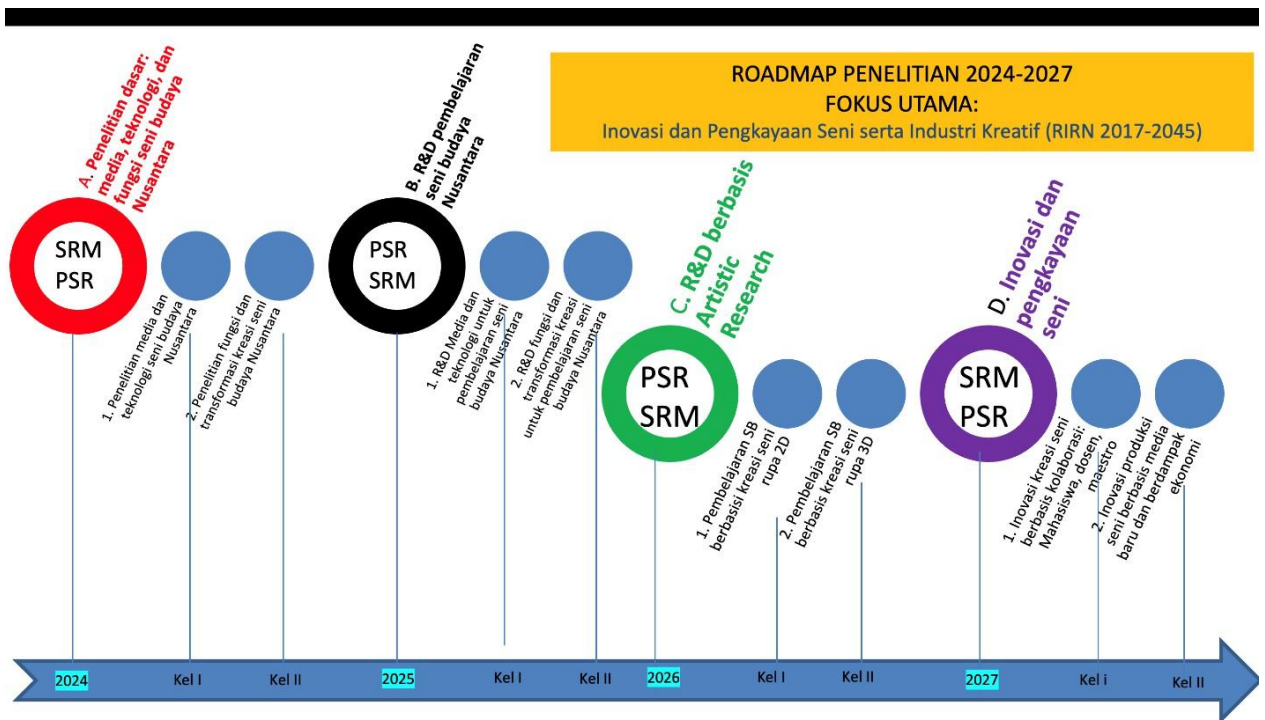 ROADMAP PENELITIAN 2024-2027
FOKUS UTAMA:
Inovasi dan Pengkayaan Seni serta Industri Kreatif (RIRN 2017-2045)
A. Penelitian dasar:
media, teknologi, dan
fungsi seni budaya
Nusantara
SRM
PSR
1. Penelitian media dan
teknologi seni budaya
Nusantara
2. Penelitian fungsi dan
transformasi kreasi seni
budaya Nusantara
B. R&D pembelajaran
seni budaya
Nusantara
PSR
SRM
1. R&D Media dan
teknologi untuk
pembelajaran seni
budaya Nusantara
2. R&D fungsi dan
transformasi kreasi
untuk pembelajaran seni
budaya Nusantara
C. R&D berbasis
Artistic
Research
PSR
SRM
1. Pembelajaran SB
berbasisi kreasi seni
rupa 2D
2. Pembelajaran SB
berbasis kreasi seni
rupa 3D
D. Inovasi dan
pengkayaan
seni
SRM
PSR
1. Inovasi kreasi seni
berbasis kolaborasi:
Mahasiswa, dosen,
maestro
2. Inovasi produksi
seni berbasis media
baru dan berdampak
ekonomi
2024 Kel I Kel II 2025 Kel I Kel II 2026 Kel I Kel II 2027 Kel i Kel II